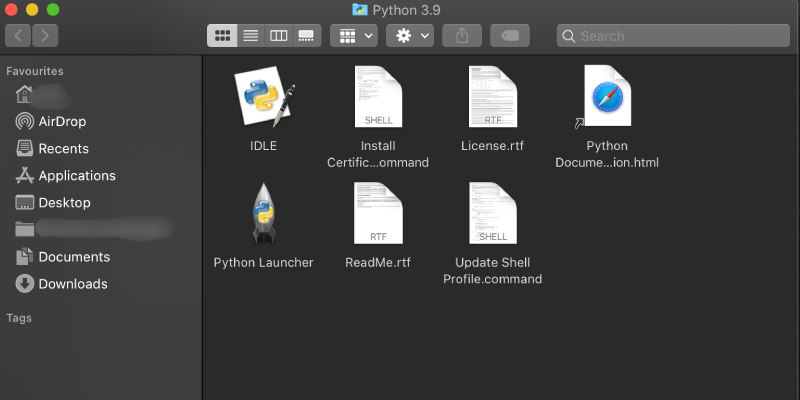 Python 3.9
Search
Favourites
AirDrop
Recents
Applications
Desktop
Documents
Downloads
Tags
IDLE
SHELL
Install
Certific...ommand
RTF
License.rtf
Python
Docume...ion.html
Python Launcher
RTF
ReadMe.rtf
SHELL
Update Shell
Profile.command